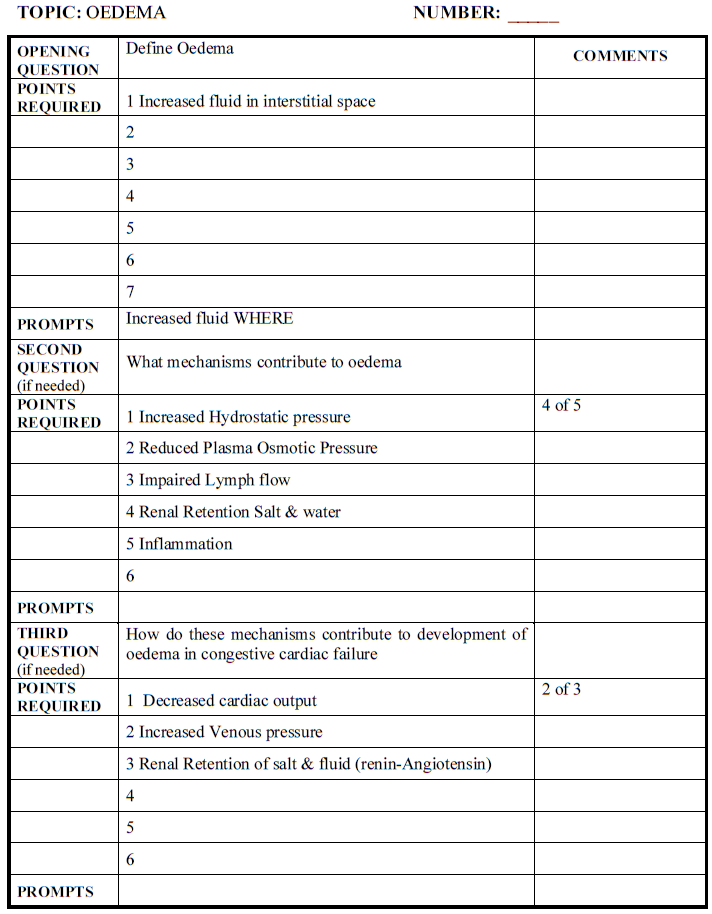 TOPIC: OEDEMA NUMBER: _____
OPENING QUESTION Define Oedema COMMENTS
POINTS REQUIRED 1 Increased fluid in interstitial space
2
3
4
5
6
7
PROMPTS Increased fluid WHERE
SECOND QUESTION (if needed) What mechanisms contribute to oedema
POINTS REQUIRED 1 Increased Hydrostatic pressure 4 of 5
2 Reduced Plasma Osmotic Pressure
3 Impaired Lymph flow
4 Renal Retention Salt & water
5 Inflammation
6
PROMPTS
THIRD QUESTION (if needed) How do these mechanisms contribute to development of oedema in congestive cardiac failure
POINTS REQUIRED 1 Decreased cardiac output 2 of 3
2 Increased Venous pressure
3 Renal Retention of salt & fluid (renin-Angiotensin)
4
5
6
PROMPTS